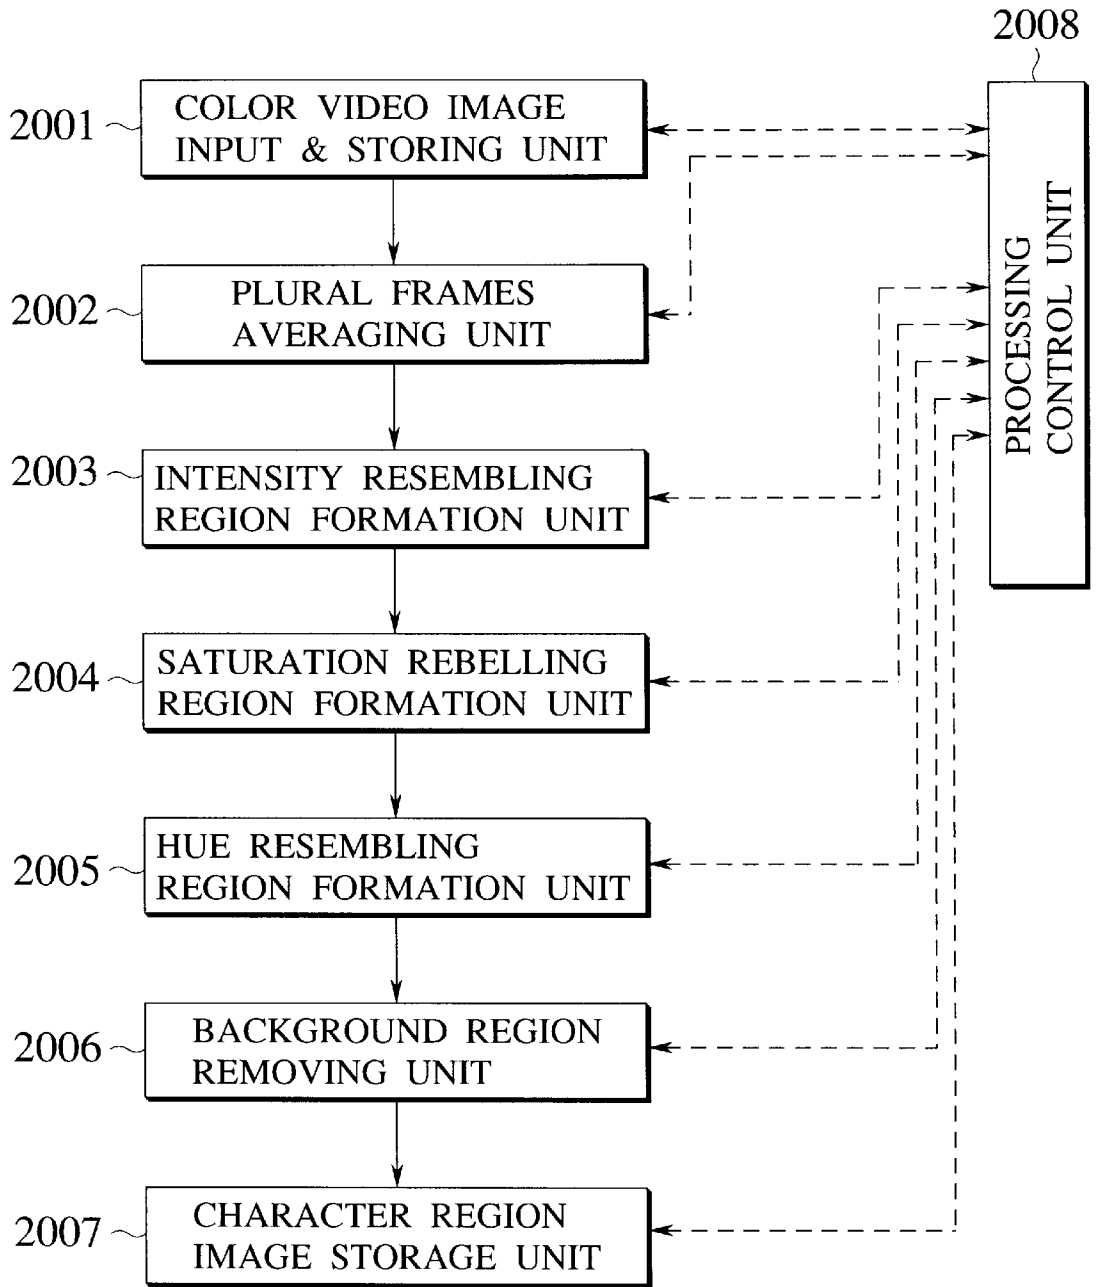 2008
2001
COLOR VIDEO IMAGE
INPUT & STORING UNIT
2002
PLURAL FRAMES
AVERAGING UNIT
2003
INTENSITY RESEMBLING
REGION FORMATION UNIT
2004
SATURATION REBELLING
REGION FORMATION UNIT
2005
HUE RESEMBLING
REGION FORMATION UNIT
2006
BACKGROUND REGION
REMOVING UNIT
2007
CHARACTER REGION
IMAGE STORAGE UNIT
PROCESSING
CONTROL UNIT